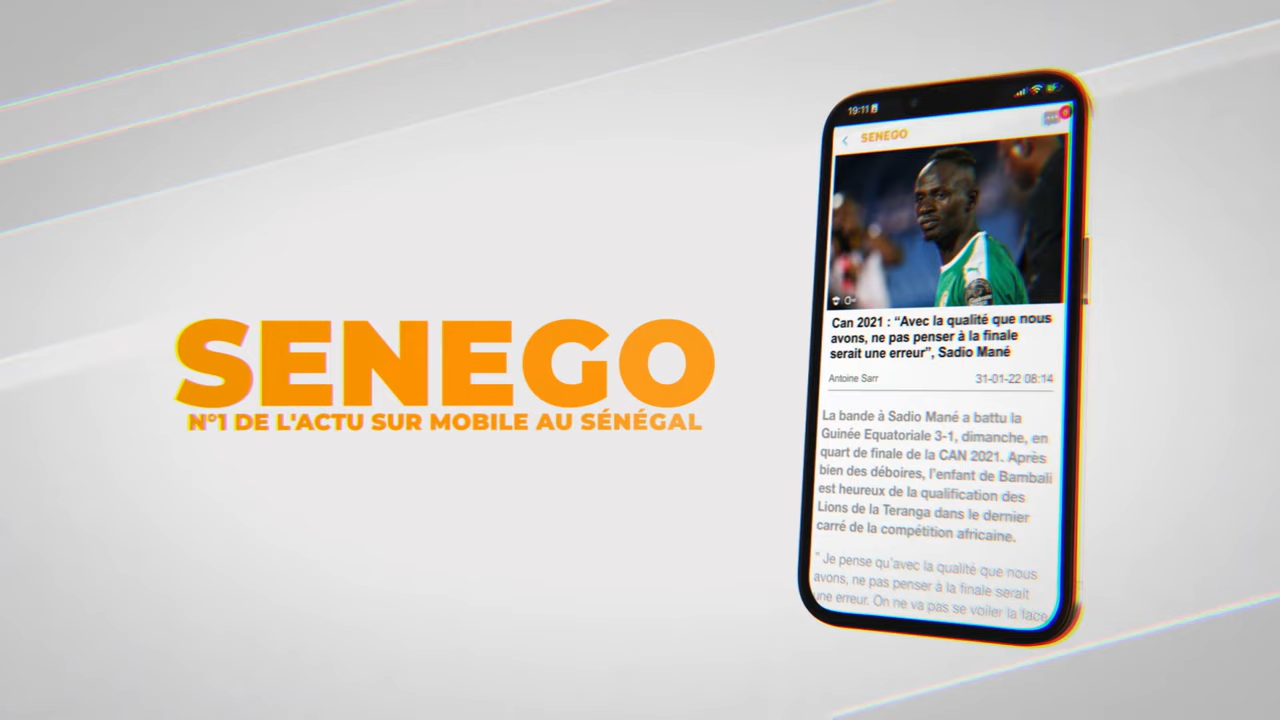 SENEGO
N°1 DE L'ACTU SUR MOBILE AU SÉNÉGAL
19:11
SENEGO
Can 2021 : “Avec la qualité que nous
avons, ne pas penser à la finale
serait une erreur”, Sadio Mané
Antoine Sarr 31-01-22 08:14
La bande à Sadio Mané a battu la
Guinée Equatoriale 3-1, dimanche, en
quart de finale de la CAN 2021. Après
bien des déboires, l'enfant de Bambali
est heureux de la qualification des
Lions de la Teranga dans le dernier
carré de la compétition africaine.
" Je pense qu'avec la qualité que nous
avons, ne pas penser à la finale serait
une erreur. On ne va pas se voiler la face